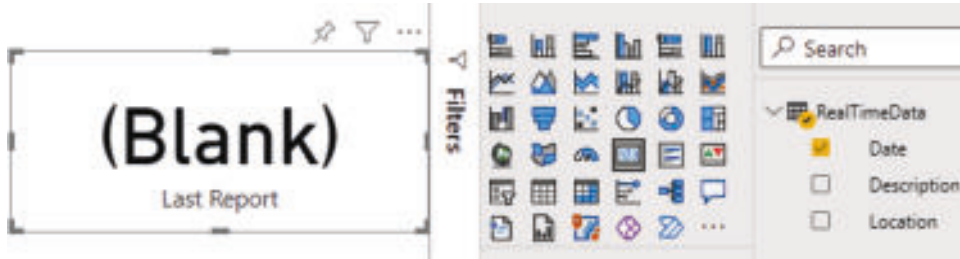 (Blank)
Last Report
Filters
Search
RealTimeData
Date
Description
Location